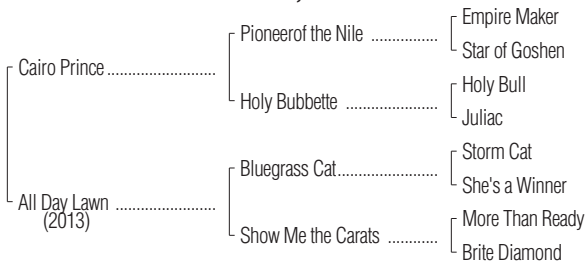 Empire Maker
Pioneerof the Nile ................
Star of Goshen
Cairo Prince..........................
Holy Bull
Holy Bubbette ......................
Juliac
Storm Cat
Bluegrass Cat........................
She's a Winner
All Day Lawn ........................
(2013)
More Than Ready
Show Me the Carats ............
Brite Diamond